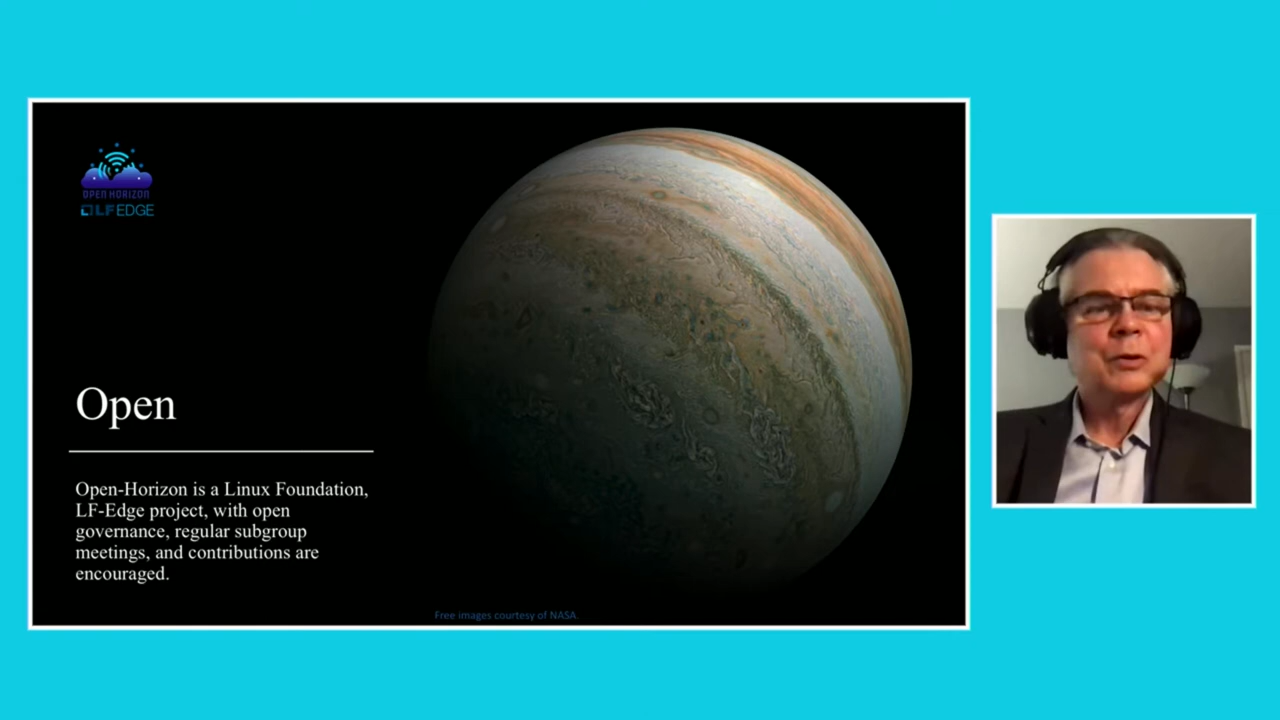 OPEN HORIZON
LF EDGE
Open
Open-Horizon is a Linux Foundation,
LF-Edge project, with open
governance, regular subgroup
meetings, and contributions are
encouraged.
Free images courtesy of NASA.